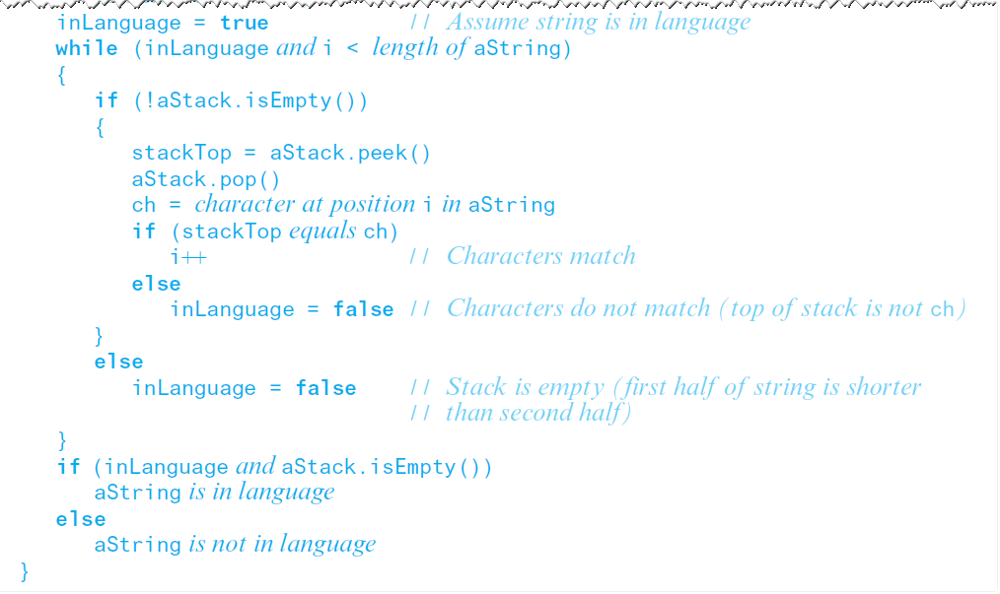 inLanguage = true // Assume string is in language
while (inLanguage and i < length of aString)
{
if (!aStack.isEmpty())
{
stackTop = aStack.peek()
aStack.pop()
ch = character at position i in aString
if (stackTop equals ch)
i++ // Characters match
else
inLanguage = false // Characters do not match (top of stack is not ch)
}
else
inLanguage = false // Stack is empty (first half of string is shorter
// than second half)
}
if (inLanguage and aStack.isEmpty())
aString is in language
else
aString is not in language
}